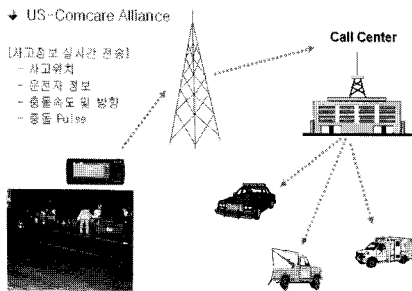 ↓ US-Comcare Alliance
[사고정보 실시간 전송]
- 사고위치
- 운전자 정보
- 충돌속도 및 방향
- 충돌 Pulse
Call Center